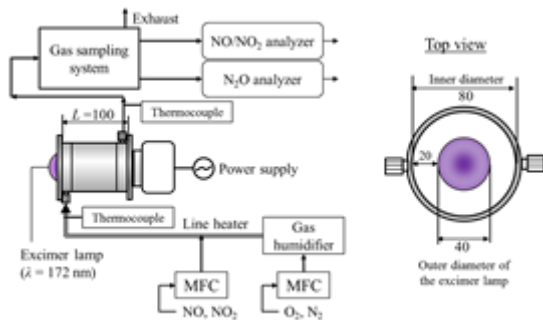 Exhaust
Gas sampling
system
NO/NO₂ analyzer
N₂O analyzer
Thermocouple
L =100
Power supply
Thermocouple
Line heater
Gas
humidifier
Excimer lamp
(λ = 172 nm)
MFC
MFC
NO, NO₂
O₂, N₂
Top view
Inner diameter
80
20
40
Outer diameter of
the excimer lamp